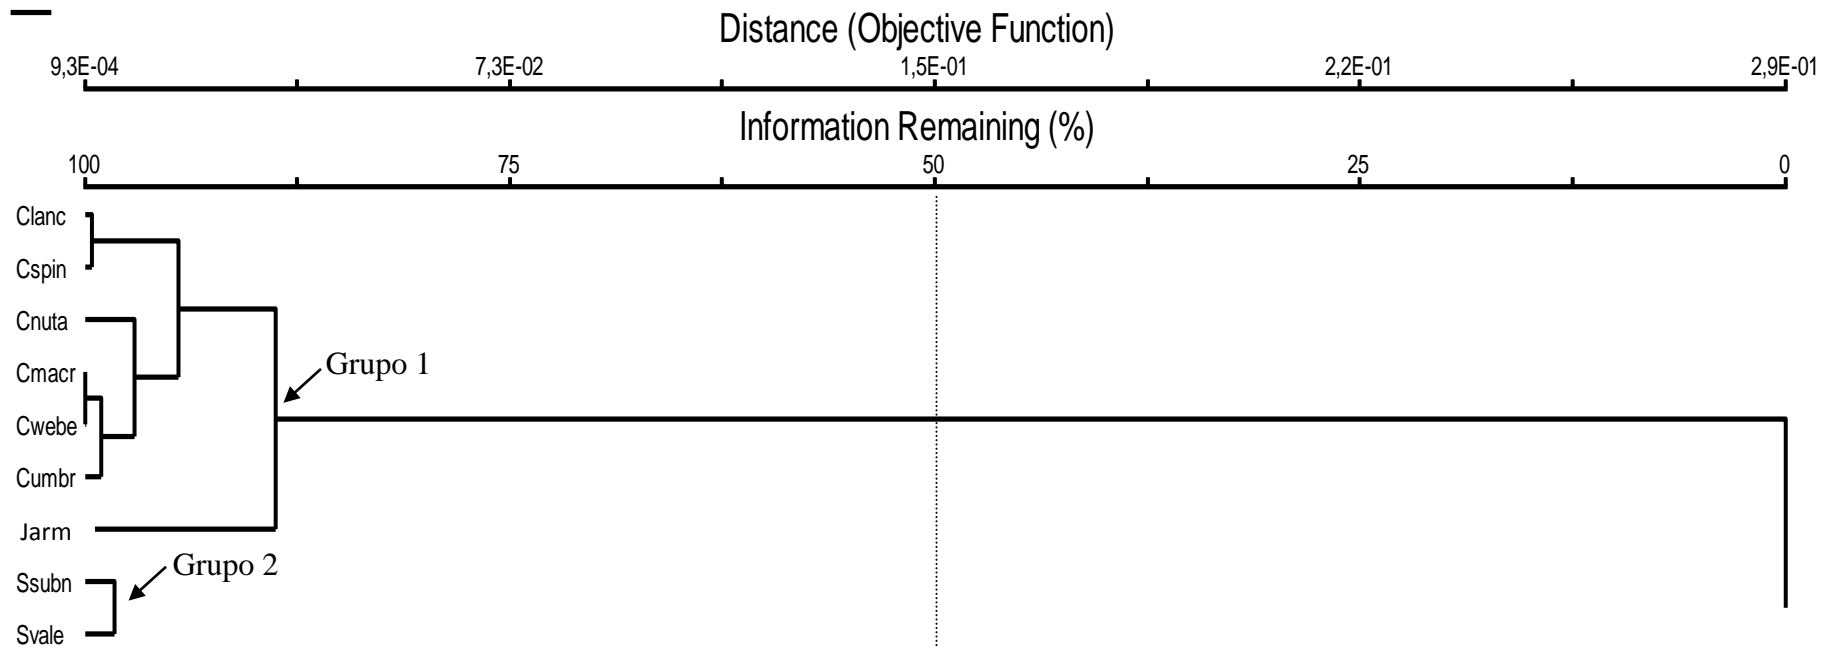 Distance (Objective Function)
9,3E-04 7,3E-02 1,5E-01 2,2E-01 2,9E-01
Information Remaining (%)
100 75 50 25 0
Clanc
Cspin
Cnuta
Grupo 1
Cmacr
Cwebe
Cumbr
Jarm
Grupo 2
Ssubn
Svale